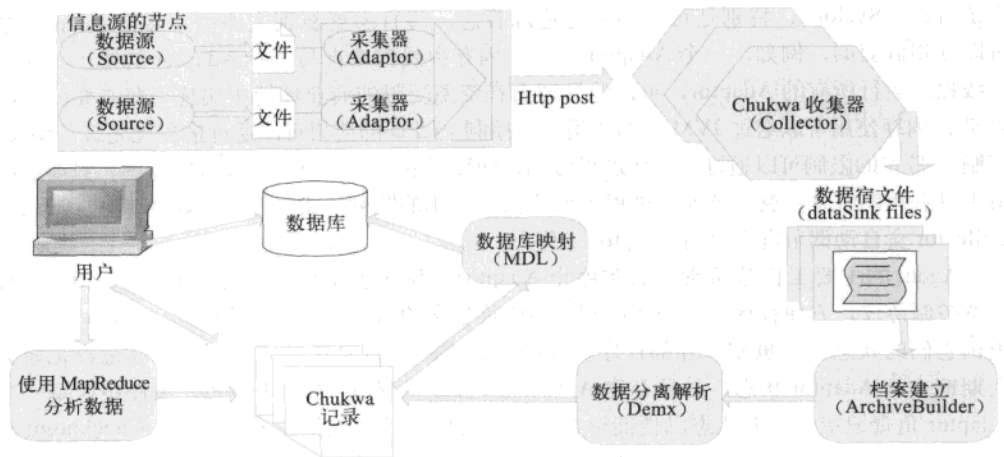 信息源的节点
数据源
(Source)
文件
采集器
(Adaptor)
数据源
(Source)
文件
采集器
(Adaptor)
Http post
Chukwa 收集器
(Collector)
数据宿文件
(dataSink files)
用户
数据库
数据库映射
(MDL)
使用 MapReduce
分析数据
Chukwa
记录
数据分离解析
(Demx)
档案建立
(ArchiveBuilder)